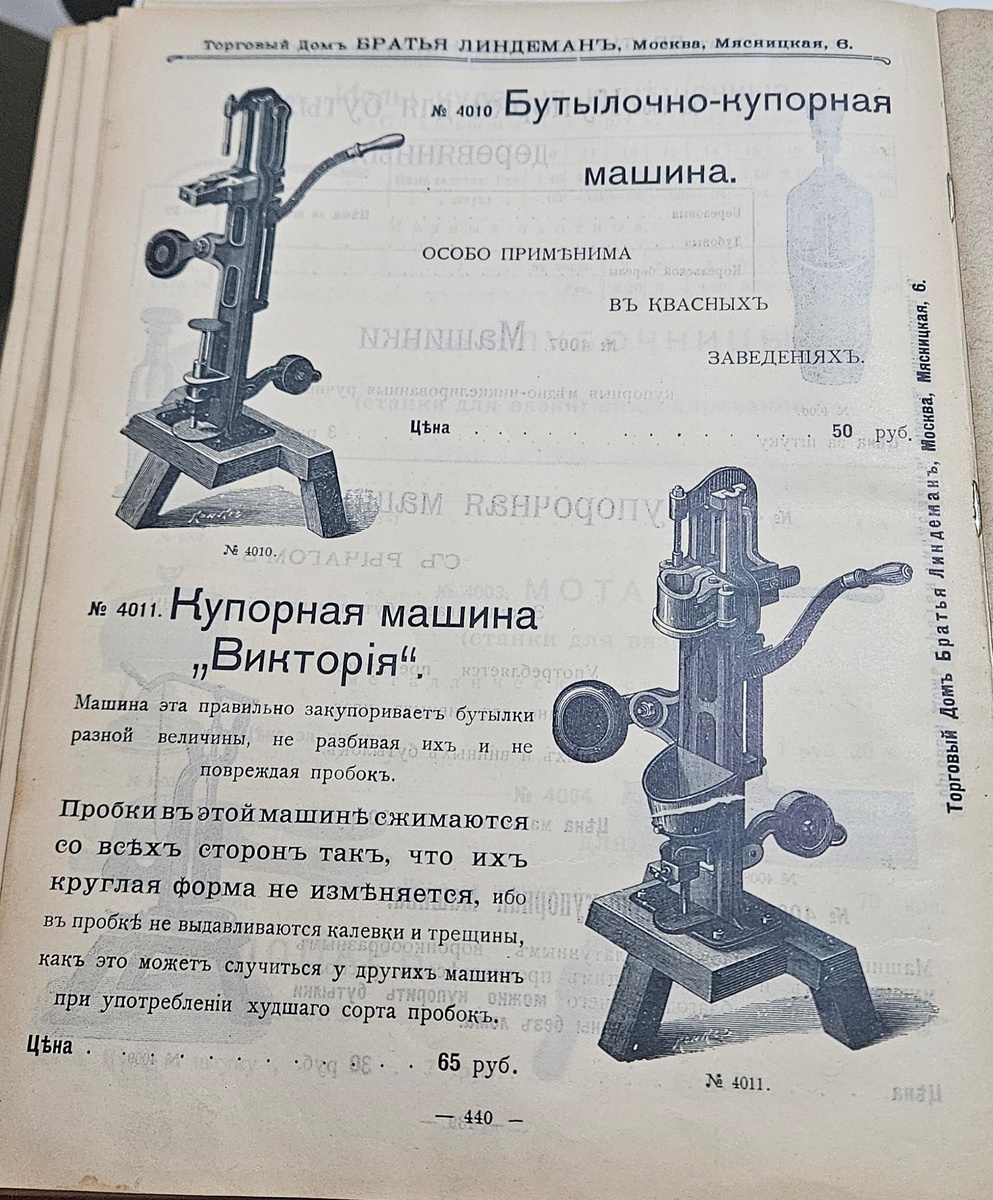 Торговый Домъ БРАТЬЯ ЛИНДЕМАНЪ, Москва, Мясницкая, 6.
№ 4010 Бутылочно-купорная
машина.
ОСОБО ПРИМѢНИМА
ВЪ КВАСНЫХЪ
ЗАВЕДЕНІЯХЪ.
Цѣна . . . . . . . . . . . . 50 руб.
№ 4010.
№ 4011. Купорная машина
„Викторія“.
Машина эта правильно закупориваетъ бутылки
разной величины, не разбивая ихъ и не
повреждая пробокъ.
Пробки въ этой машинѣ сжимаются
со всѣхъ сторонъ такъ, что ихъ
круглая форма не измѣняется, ибо
въ пробкѣ не выдавливаются калевки и трещины,
какъ это можетъ случиться у другихъ машинъ
при употребленіи худшаго сорта пробокъ.
Цѣна . . . . . . . . . . . . 65 руб.
№ 4011.
— 440 —
Торговый Домъ Братья Линдеманъ, Москва, Мясницкая, 6.